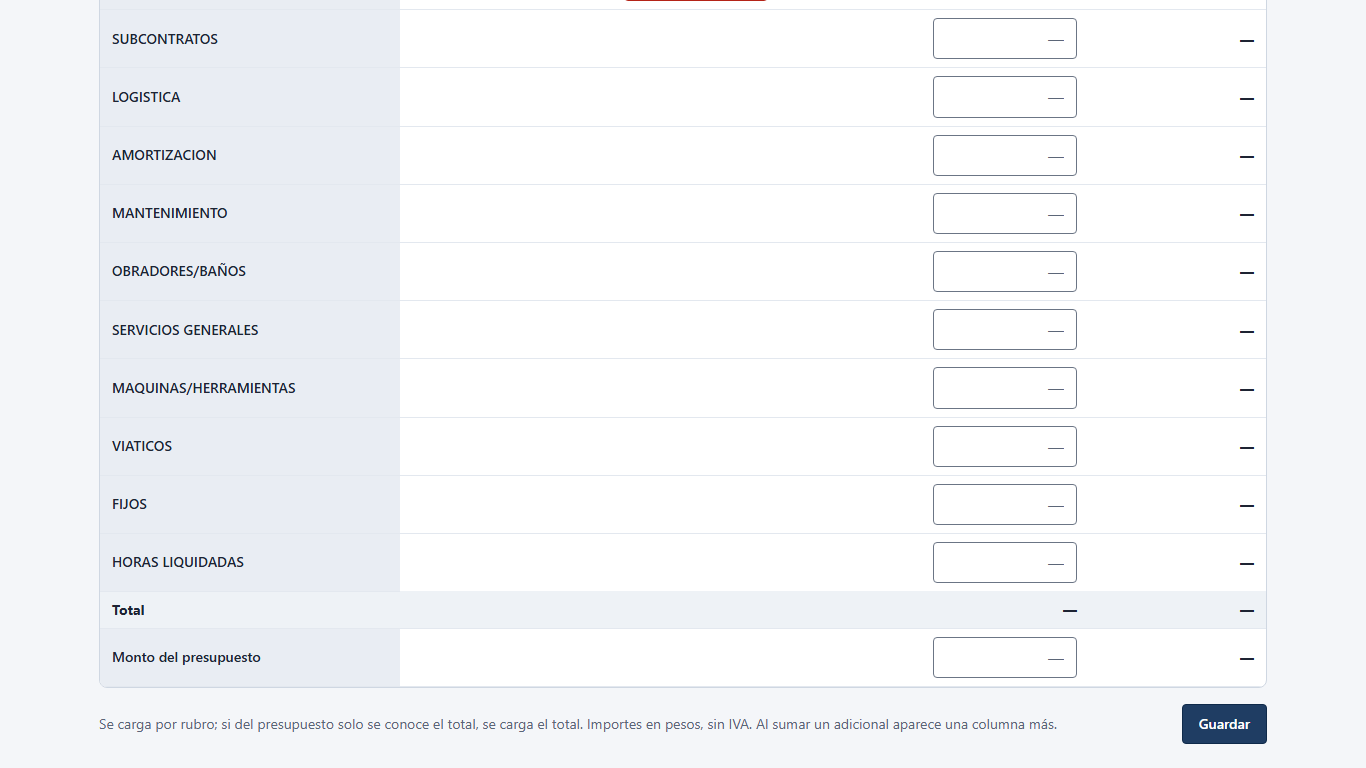 SUBCONTRATOS — —
LOGISTICA — —
AMORTIZACION — —
MANTENIMIENTO — —
OBRADORES/BAÑOS — —
SERVICIOS GENERALES — —
MAQUINAS/HERRAMIENTAS — —
VIATICOS — —
FIJOS — —
HORAS LIQUIDADAS — —
Total — —
Monto del presupuesto — —
Se carga por rubro; si del presupuesto solo se conoce el total, se carga el total. Importes en pesos, sin IVA. Al sumar un adicional aparece una columna más.
Guardar